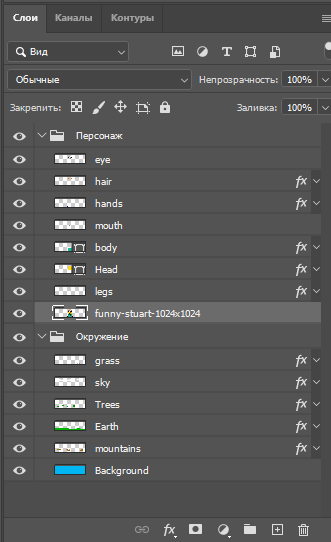 Слои Каналы Контуры
Вид
Обычные Непрозрачность: 100%
Закрепить: Заливка: 100%
Персонаж
eye
hair fx
hands fx
mouth
body fx
Head fx
legs fx
funny-stuart-1024x1024
Окружение
grass fx
sky fx
Trees fx
Earth fx
mountains fx
Background
fx